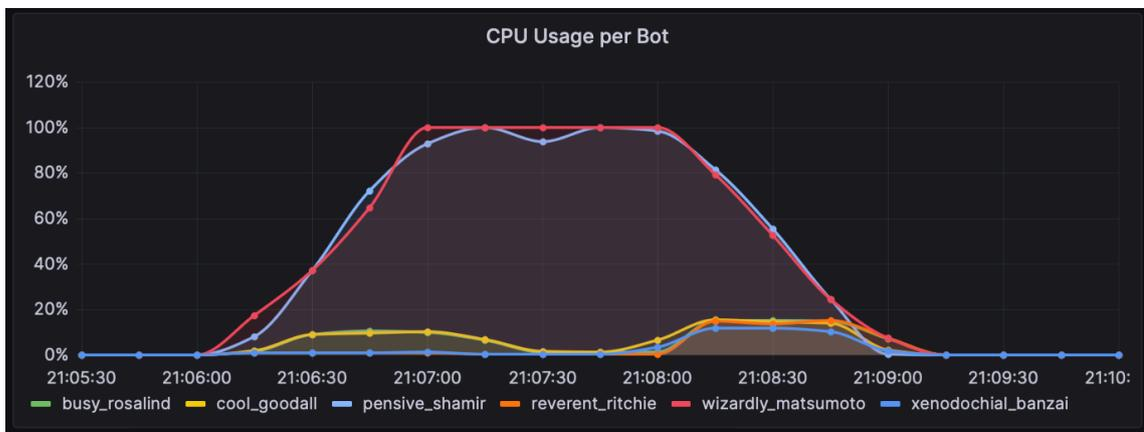 CPU Usage per Bot
120%
100%
80%
60%
40%
20%
0%
21:05:30 21:06:00 21:06:30 21:07:00 21:07:30 21:08:00 21:08:30 21:09:00 21:09:30 21:10:
busy_rosalind cool_goodall pensive_shamir reverent_ritchie wizardly_matsumoto xenodochial_banzai